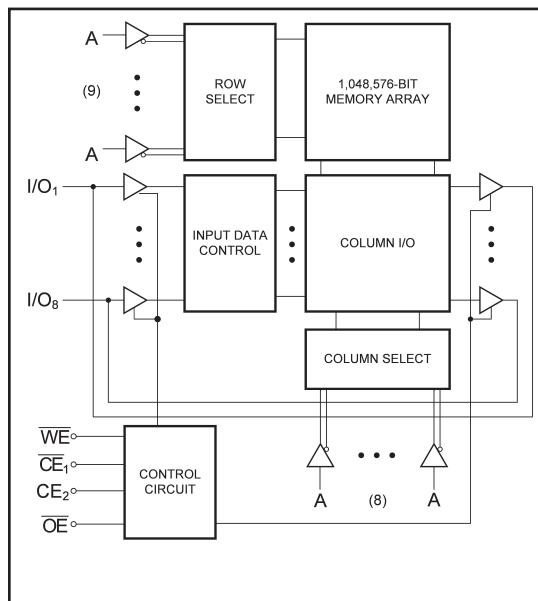 A
ROW
SELECT
1,048,576-BIT
MEMORY ARRAY
(9)
A
I/O1
INPUT DATA
CONTROL
COLUMN I/O
I/O8
COLUMN SELECT
WE
CE1
CE2
OE
CONTROL
CIRCUIT
A
(8)
A